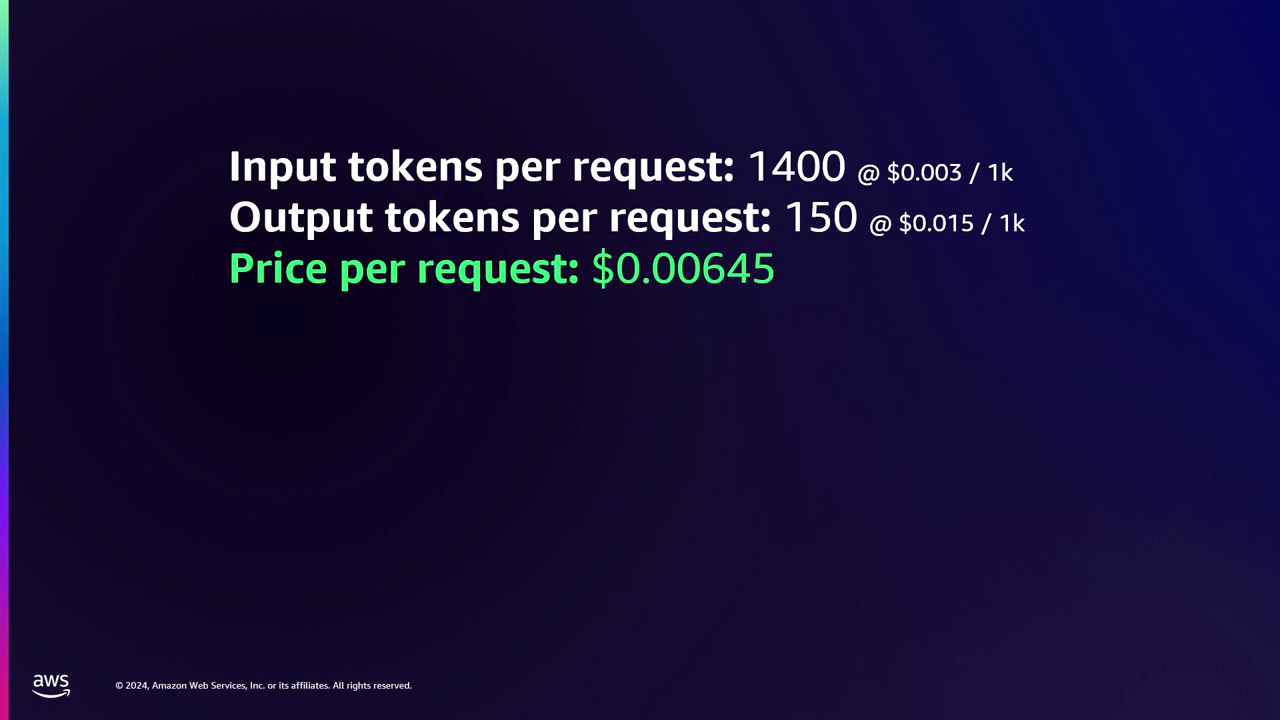 Input tokens per request: 1400 @ $0.003 / 1k
Output tokens per request: 150 @ $0.015 / 1k
Price per request: $0.00645
aws
© 2024, Amazon Web Services, Inc. or its affiliates. All rights reserved.